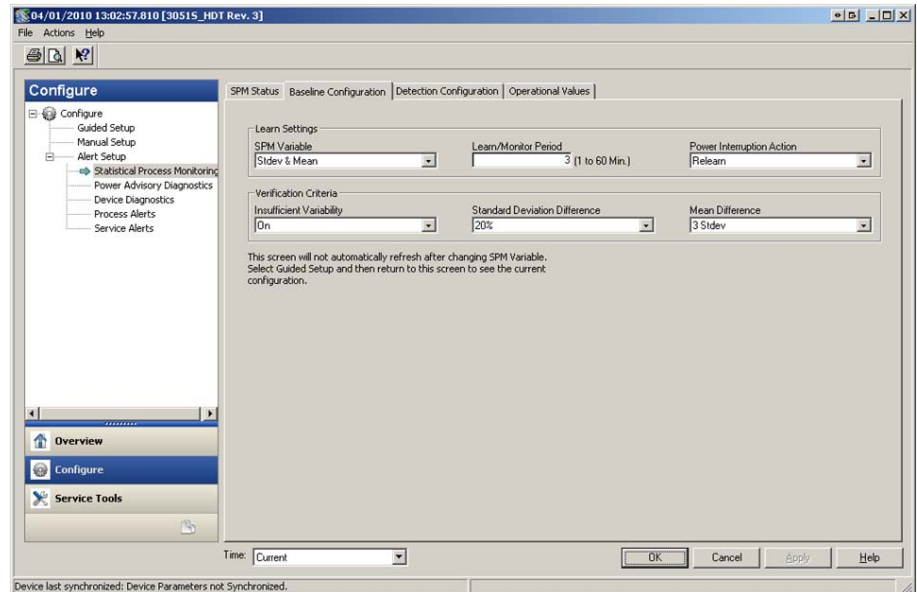 04/01/2010 13:02:57.810 [3051S_HDT Rev. 3]
File Actions Help
Configure
Configure
Guided Setup
Manual Setup
Alert Setup
Statistical Process Monitoring
Power Advisory Diagnostics
Device Diagnostics
Process Alerts
Service Alerts
Overview
Configure
Service Tools
SPM Status Baseline Configuration Detection Configuration Operational Values
Learn Settings
SPM Variable Learn/Monitor Period Power Interruption Action
Stdev & Mean 3 (1 to 60 Min.) Relearn
Verification Criteria
Insufficient Variability Standard Deviation Difference Mean Difference
On 20% 3 Stdev
This screen will not automatically refresh after changing SPM Variable.
Select Guided Setup and then return to this screen to see the current
configuration.
Time: Current OK Cancel Apply Help
Device last synchronized: Device Parameters not Synchronized.